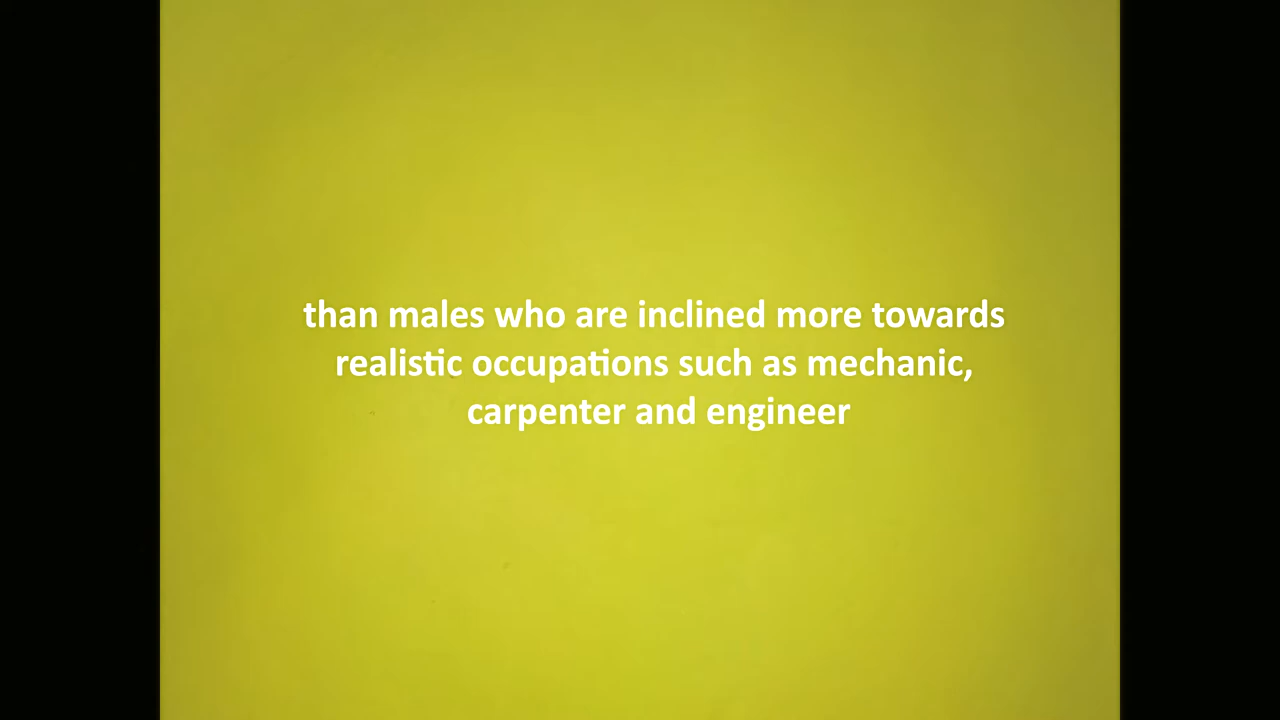 than males who are inclined more towards
realistic occupations such as mechanic,
carpenter and engineer